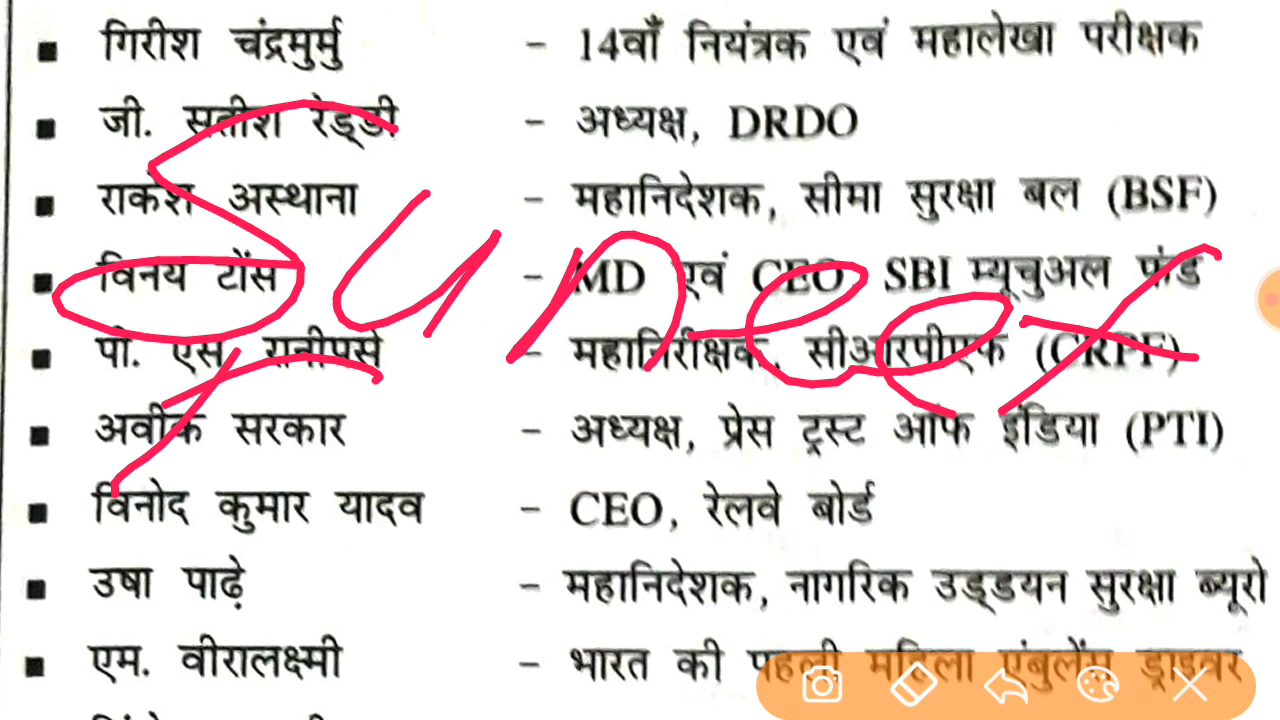 ▪ गिरीश चंद्रमुर्मु – 14वाँ नियंत्रक एवं महालेखा परीक्षक
▪ जी. सतीश रेड्डी – अध्यक्ष, DRDO
▪ राकेश अस्थाना – महानिदेशक, सीमा सुरक्षा बल (BSF)
▪ विनय टोंस – MD एवं CEO SBI म्यूचुअल फंड
▪ पी. एस. रानीपसे – महानिरीक्षक, सीआरपीएफ (CRPF)
▪ अवीक सरकार – अध्यक्ष, प्रेस ट्रस्ट ऑफ इंडिया (PTI)
▪ विनोद कुमार यादव – CEO, रेलवे बोर्ड
▪ उषा पाढ़े – महानिदेशक, नागरिक उड्डयन सुरक्षा ब्यूरो
▪ एम. वीरालक्ष्मी – भारत की पहली महिला एंबुलेंस ड्राइवर